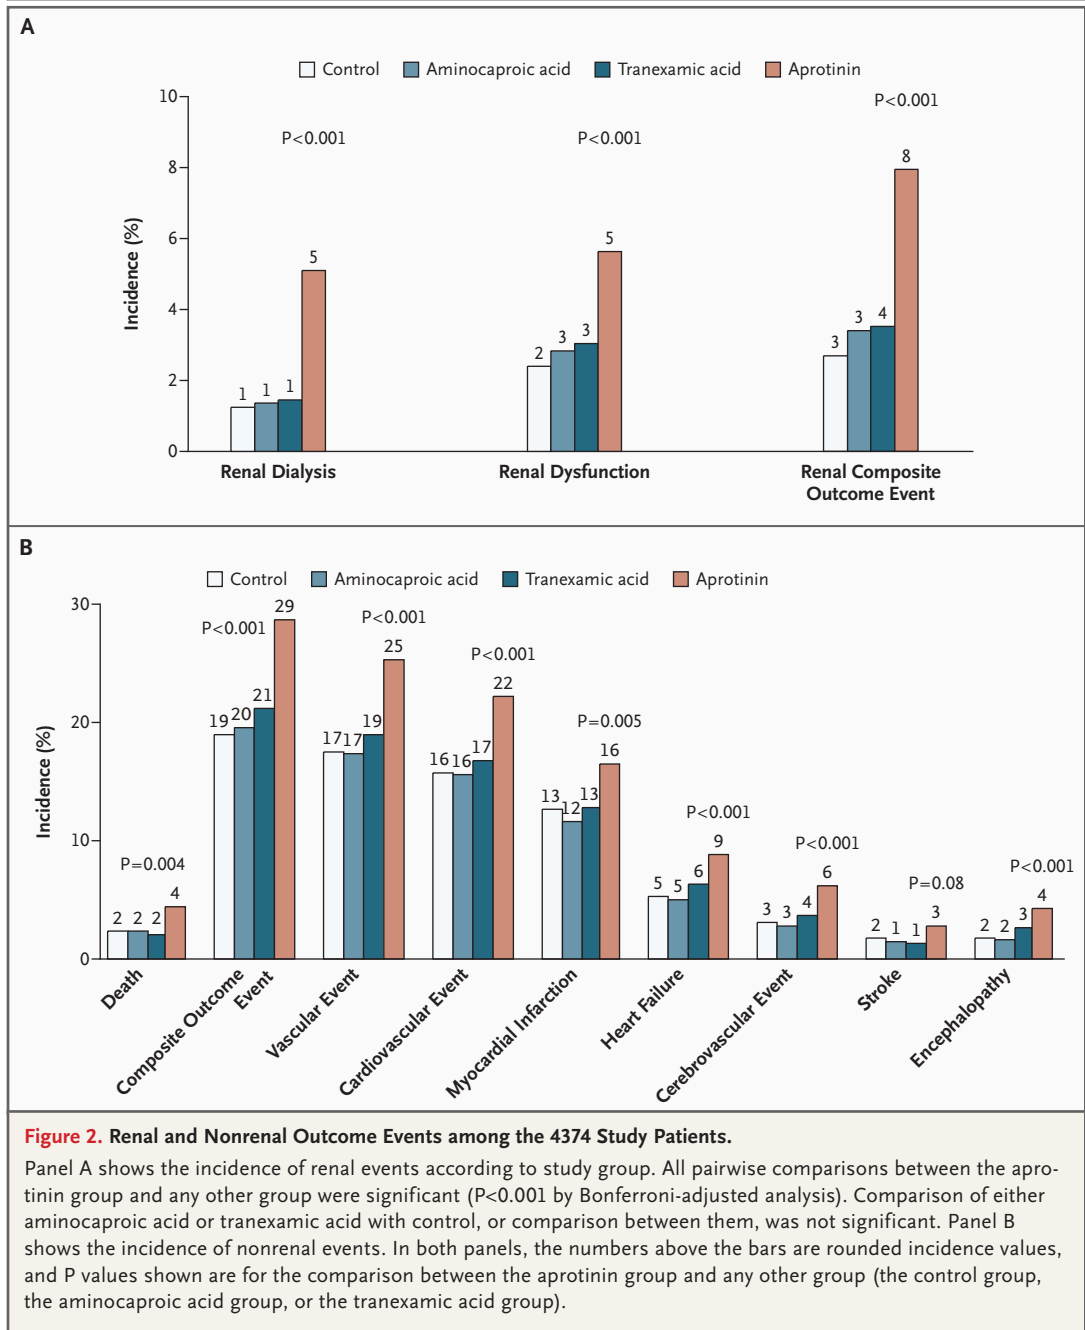 A
Control Aminocaproic acid Tranexamic acid Aprotinin
10
8
6
4
2
0
Incidence (%)
P<0.001
P<0.001
P<0.001
1 1 1 5
2 3 3 5
3 3 4 8
Renal Dialysis
Renal Dysfunction
Renal Composite
Outcome Event
B
Control Aminocaproic acid Tranexamic acid Aprotinin
30
20
10
0
Incidence (%)
P=0.004
2 2 2 4
P<0.001
19 20 21 29
P<0.001
17 17 19 25
P<0.001
16 16 17 22
P=0.005
13 12 13 16
P<0.001
5 5 6 9
P<0.001
3 3 4 6
P=0.08
2 1 1 3
P<0.001
2 2 3 4
Death
Composite Outcome
Event
Vascular Event
Cardiovascular Event
Myocardial Infarction
Heart Failure
Cerebrovascular Event
Stroke
Encephalopathy
Figure 2. Renal and Nonrenal Outcome Events among the 4374 Study Patients.
Panel A shows the incidence of renal events according to study group. All pairwise comparisons between the apro-
tinin group and any other group were significant (P<0.001 by Bonferroni-adjusted analysis). Comparison of either
aminocaproic acid or tranexamic acid with control, or comparison between them, was not significant. Panel B
shows the incidence of nonrenal events. In both panels, the numbers above the bars are rounded incidence values,
and P values shown are for the comparison between the aprotinin group and any other group (the control group,
the aminocaproic acid group, or the tranexamic acid group).